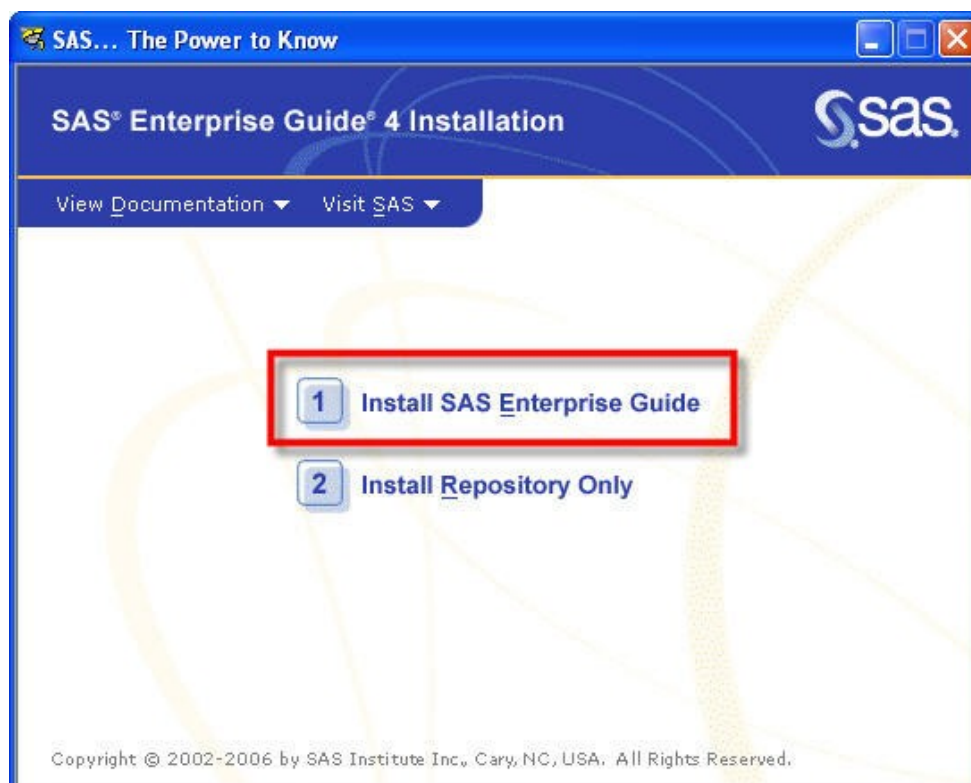 SAS... The Power to Know
SAS® Enterprise Guide® 4 Installation
sas.
View Documentation Visit SAS
1 Install SAS Enterprise Guide
2 Install Repository Only
Copyright © 2002-2006 by SAS Institute Inc., Cary, NC, USA. All Rights Reserved.